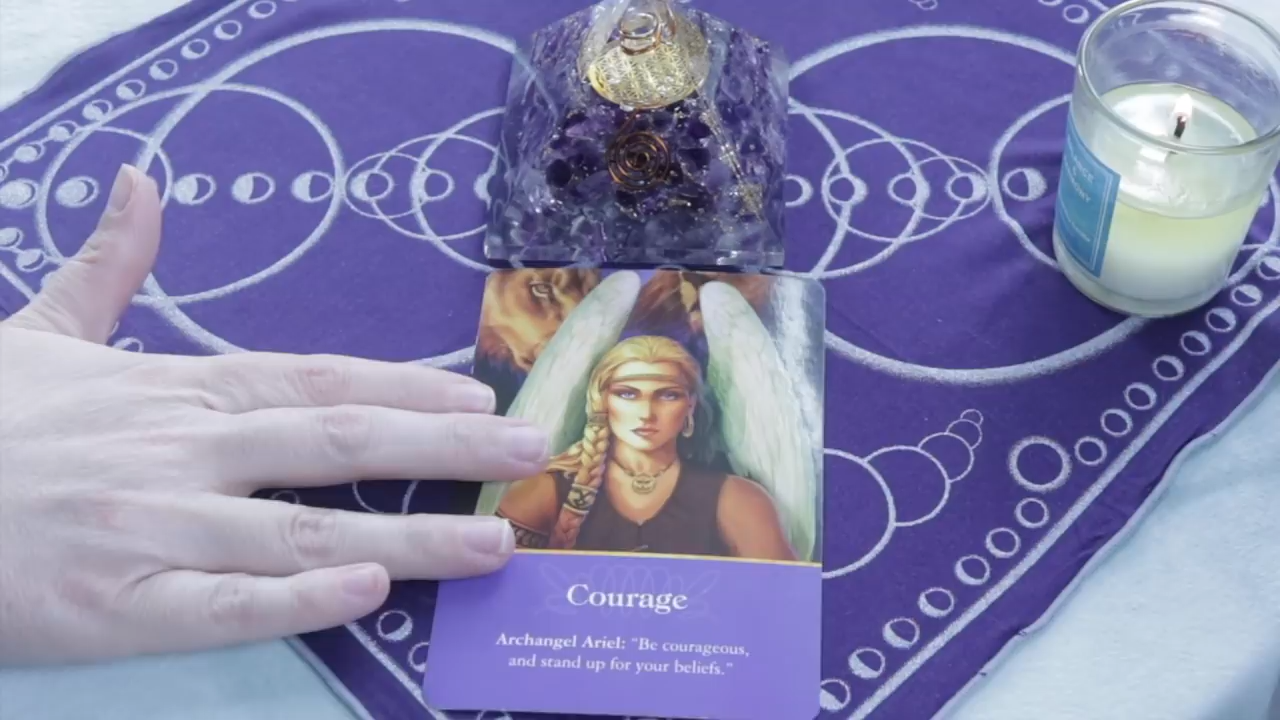 Courage
Archangel Ariel: “Be courageous,
and stand up for your beliefs.”